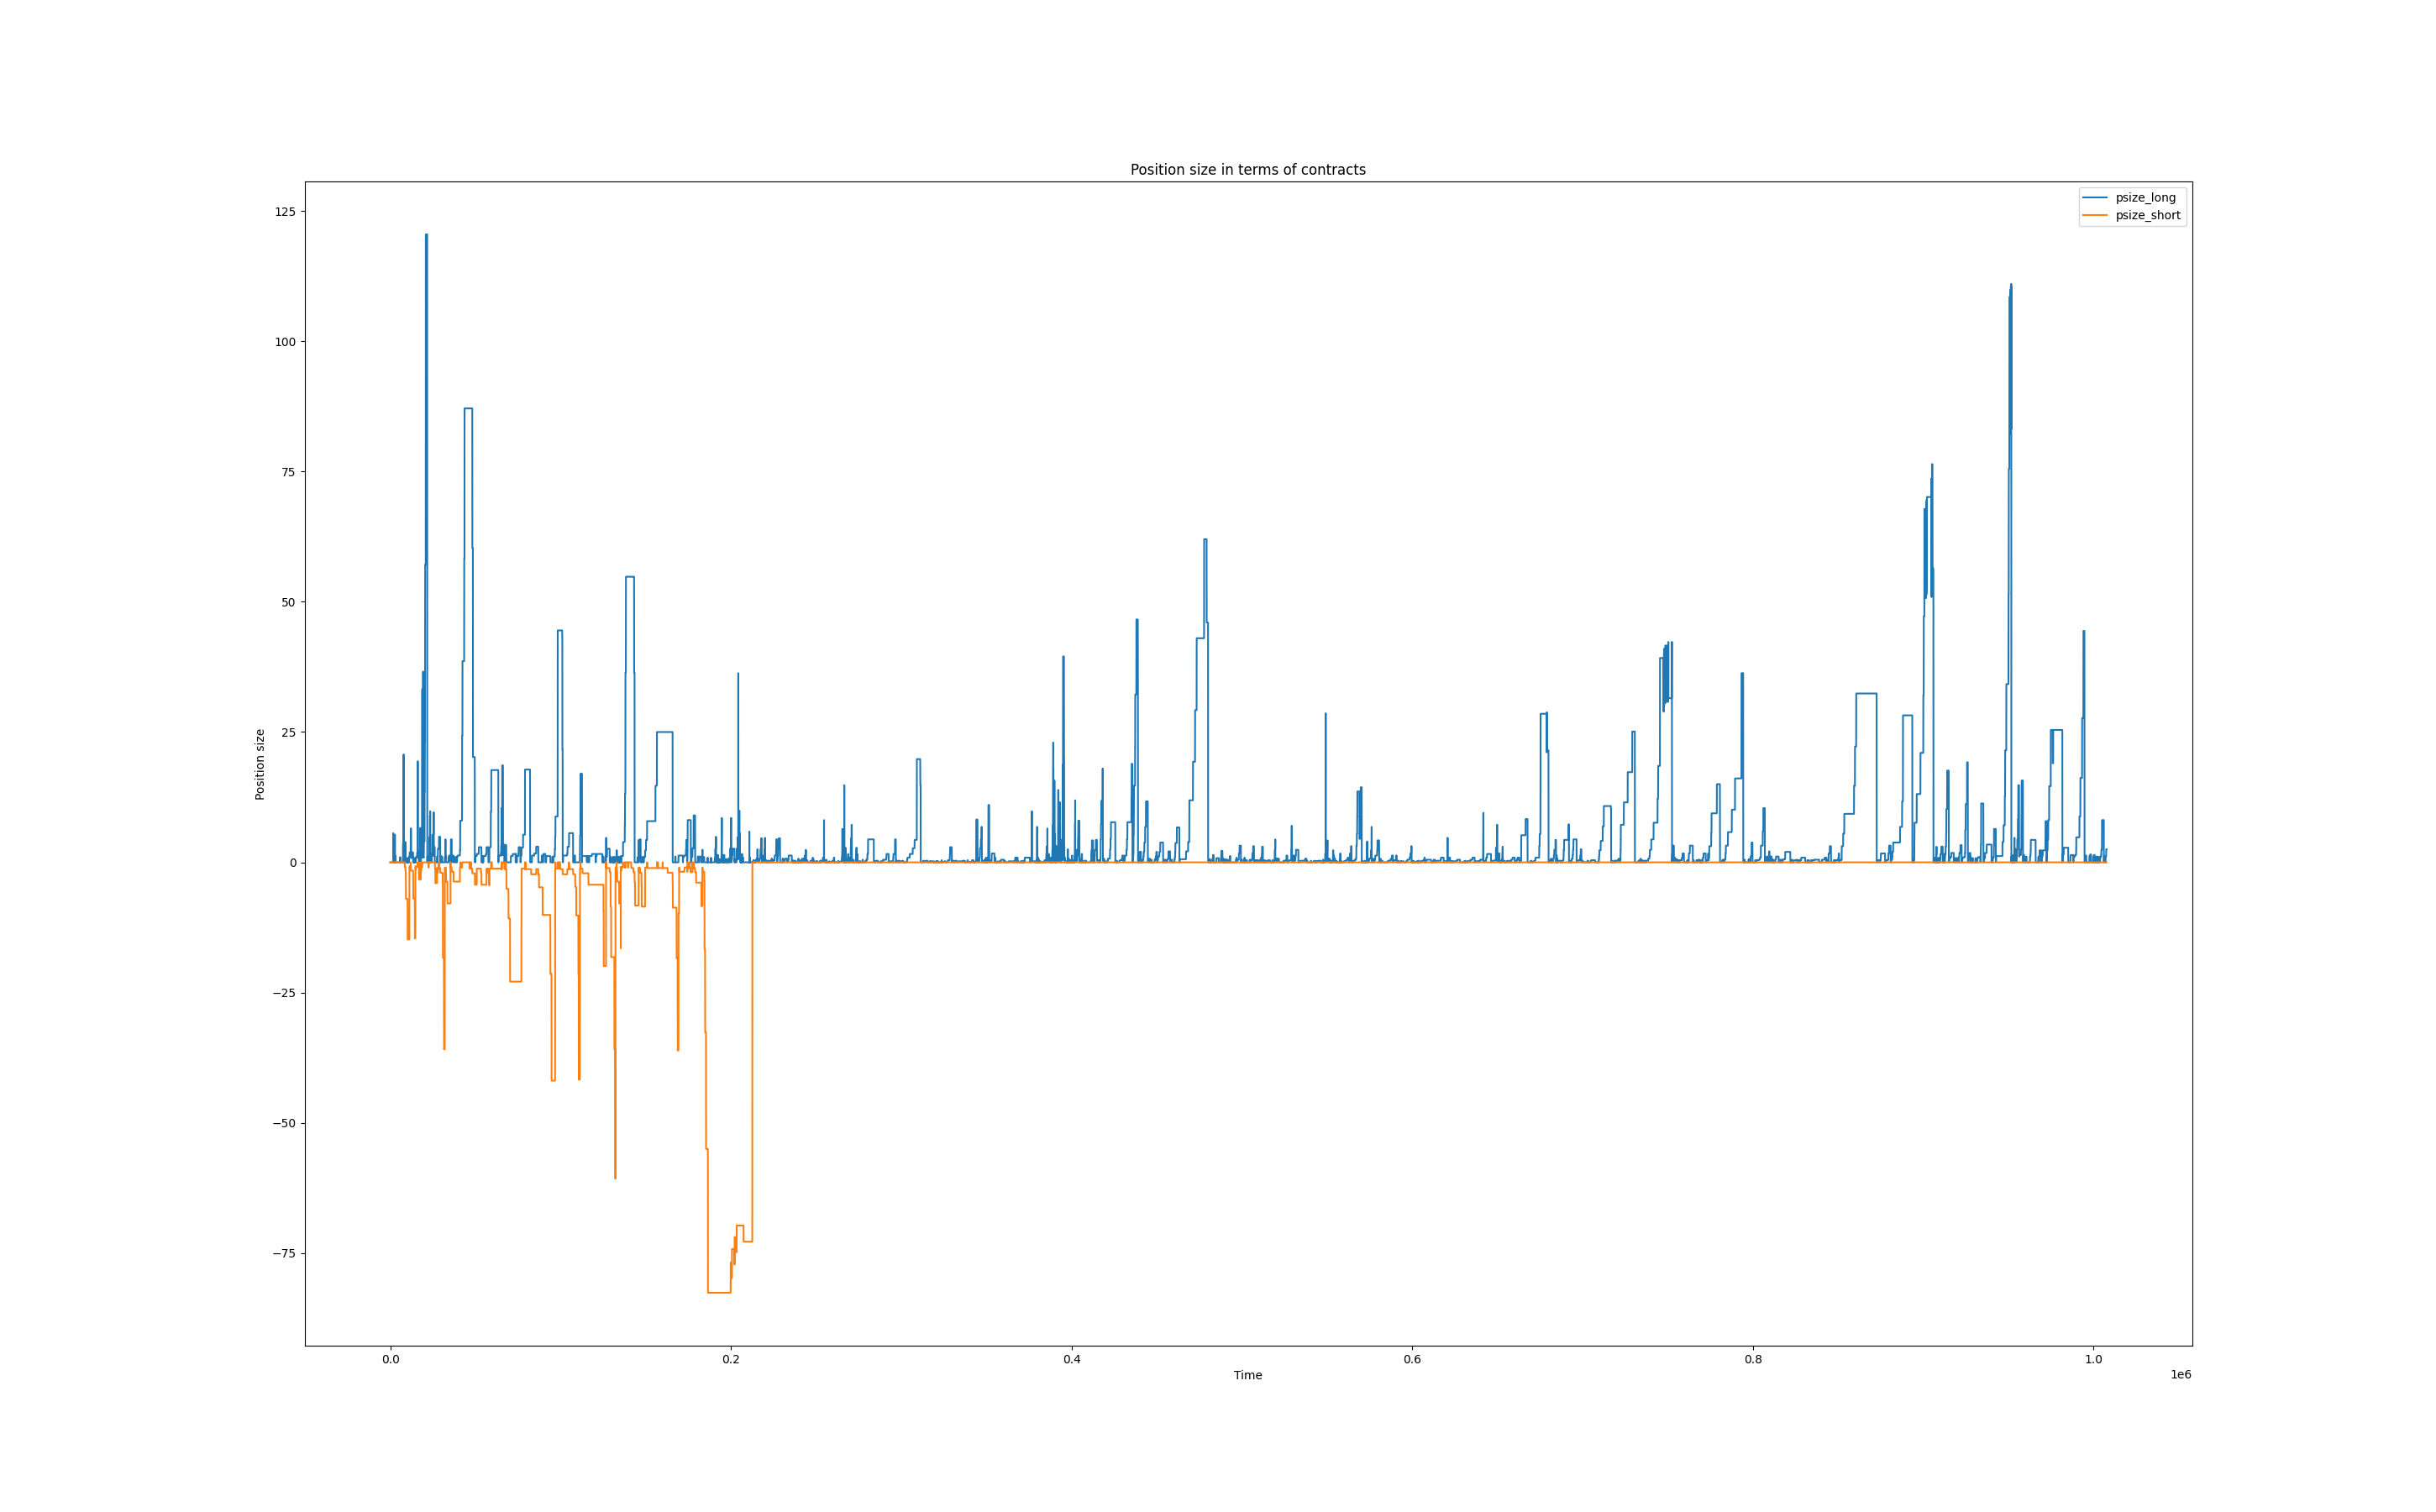 Position size in terms of contracts
psize_long
psize_short
125
100
75
50
25
0
−25
−50
−75
Position size
0.0
0.2
0.4
0.6
0.8
1.0
Time
1e6